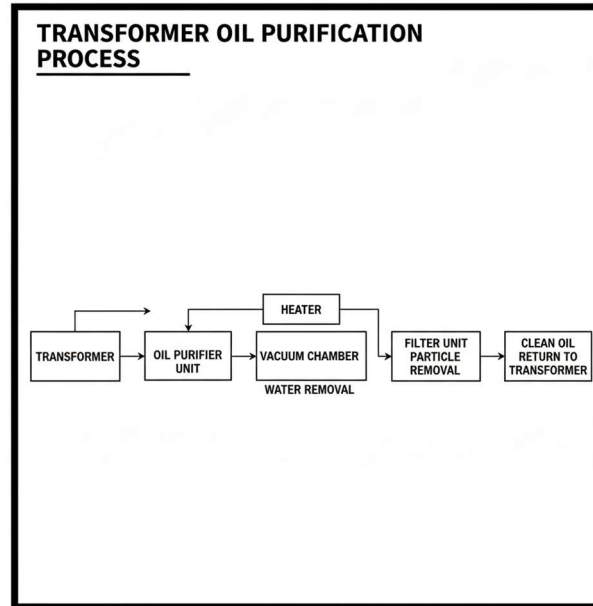 TRANSFORMER OIL PURIFICATION
PROCESS
HEATER
TRANSFORMER
OIL PURIFIER
UNIT
VACUUM CHAMBER
WATER REMOVAL
FILTER UNIT
PARTICLE
REMOVAL
CLEAN OIL
RETURN TO
TRANSFORMER